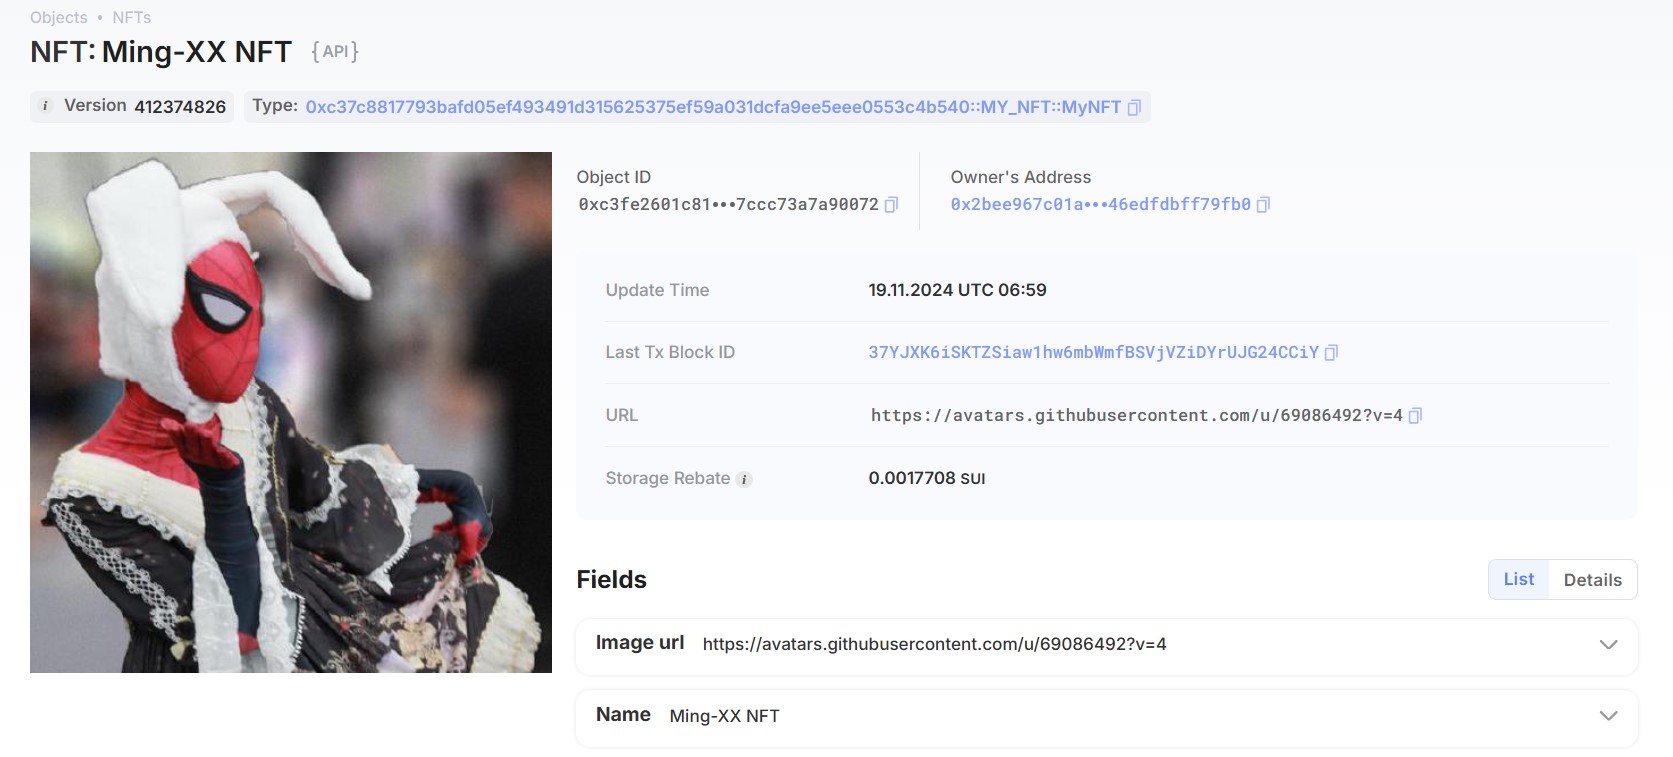 Objects • NFTs
NFT: Ming-XX NFT {API}
i Version 412374826 Type: 0xc37c8817793bafd05ef493491d315625375ef59a031dcfa9ee5eee0553c4b540::MY_NFT::MyNFT
Object ID
0xc3fe2601c81•••7ccc73a7a90072
Owner's Address
0x2bee967c01a•••46edfdbff79fb0
Update Time 19.11.2024 UTC 06:59
Last Tx Block ID 37YJXK6iSKTZSiaw1hw6mbWmfBSVjVZiDYrUJG24CCiY
URL https://avatars.githubusercontent.com/u/69086492?v=4
Storage Rebate i 0.0017708 SUI
Fields List Details
Image url https://avatars.githubusercontent.com/u/69086492?v=4
Name Ming-XX NFT